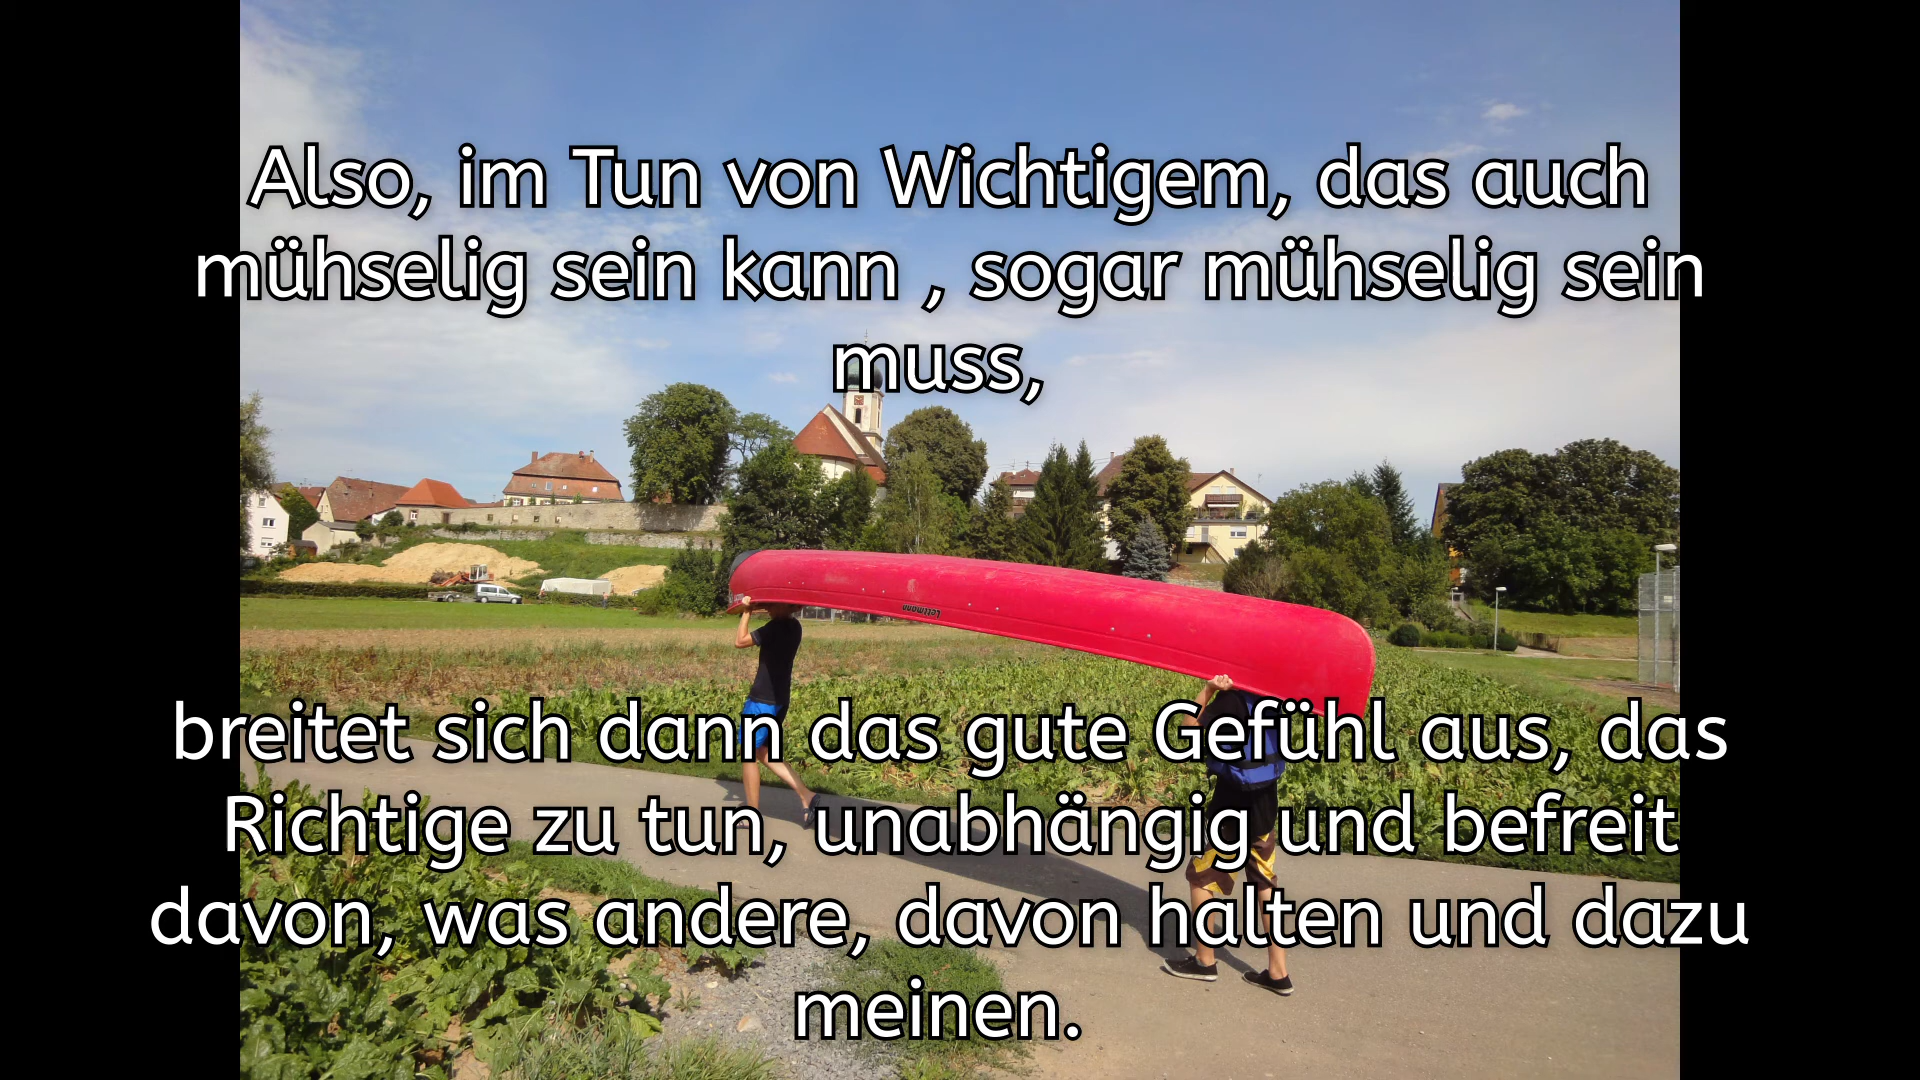 Also, im Tun von Wichtigem, das auch
mühselig sein kann , sogar mühselig sein
muss,
Lettmann
breitet sich dann das gute Gefühl aus, das
Richtige zu tun, unabhängig und befreit
davon, was andere, davon halten und dazu
meinen.